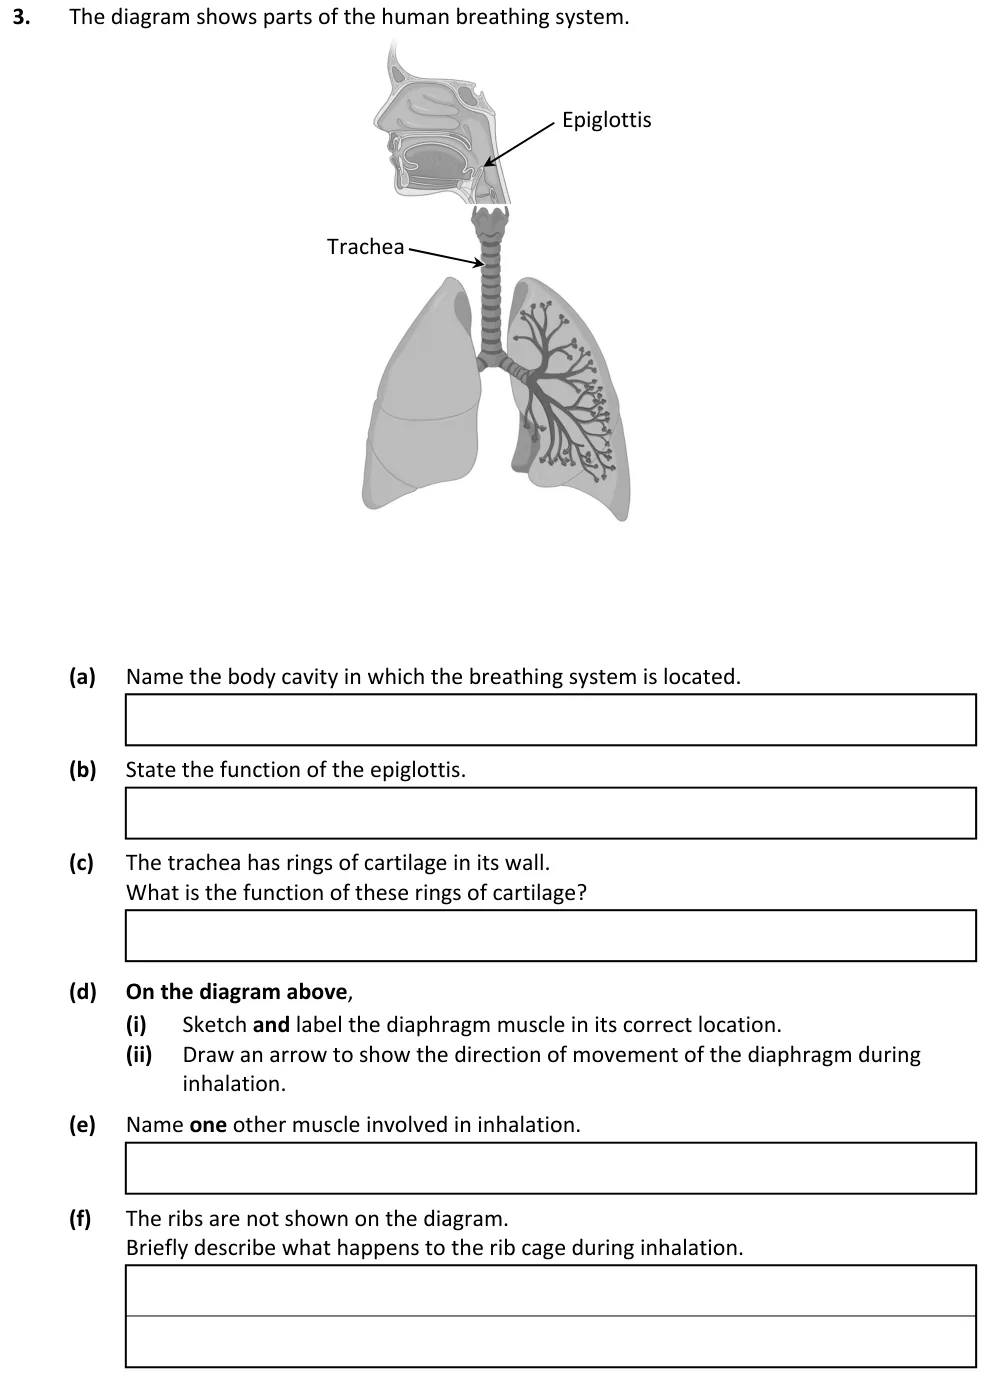 3. The diagram shows parts of the human breathing system.
Epiglottis
Trachea
(a) Name the body cavity in which the breathing system is located.
(b) State the function of the epiglottis.
(c) The trachea has rings of cartilage in its wall.
What is the function of these rings of cartilage?
(d) On the diagram above,
(i) Sketch and label the diaphragm muscle in its correct location.
(ii) Draw an arrow to show the direction of movement of the diaphragm during
inhalation.
(e) Name one other muscle involved in inhalation.
(f) The ribs are not shown on the diagram.
Briefly describe what happens to the rib cage during inhalation.